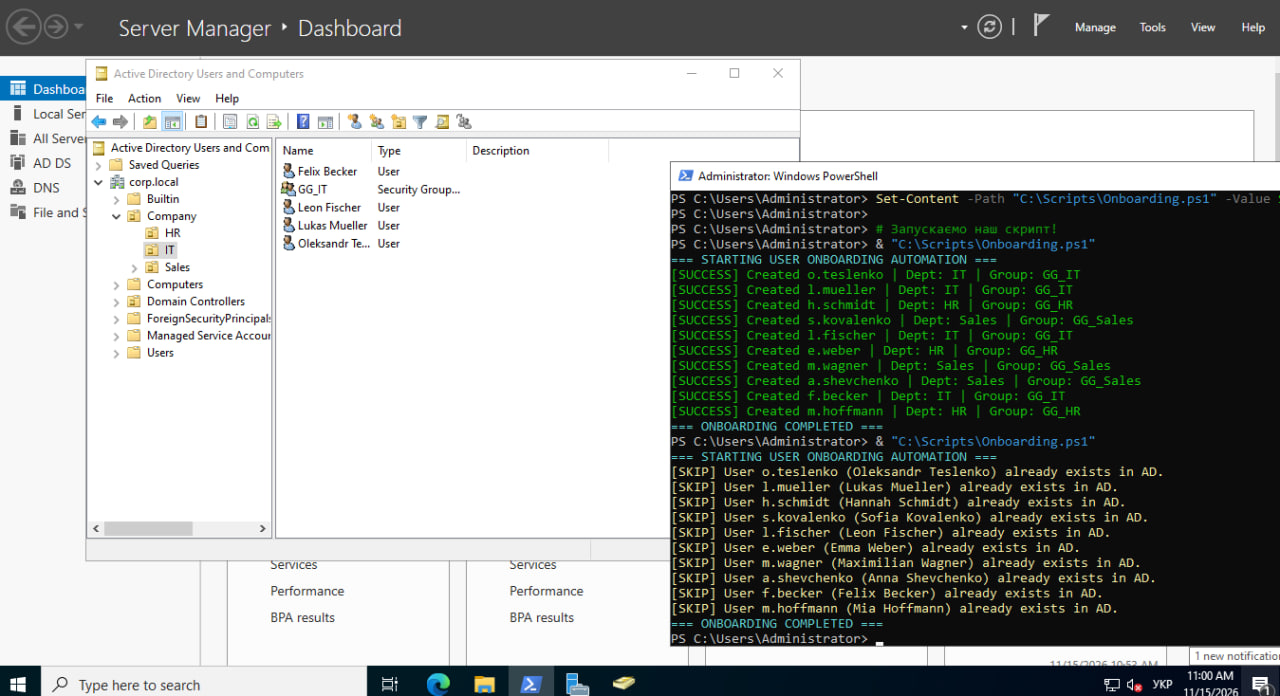 Server Manager ‣ Dashboard
Manage Tools View Help
Dashboa
Local Ser
All Serve
AD DS
DNS
File and S
Active Directory Users and Computers
File Action View Help
Active Directory Users and Com
Saved Queries
corp.local
Builtin
Company
HR
IT
Sales
Computers
Domain Controllers
ForeignSecurityPrincipals
Managed Service Accour
Users
Name Type Description
Felix Becker User
GG_IT Security Group...
Leon Fischer User
Lukas Mueller User
Oleksandr Te... User
Administrator: Windows PowerShell
PS C:\Users\Administrator> Set-Content -Path "C:\Scripts\Onboarding.ps1" -Value
PS C:\Users\Administrator>
PS C:\Users\Administrator> # Запускаємо наш скрипт!
PS C:\Users\Administrator> & "C:\Scripts\Onboarding.ps1"
=== STARTING USER ONBOARDING AUTOMATION ===
[SUCCESS] Created o.teslenko | Dept: IT | Group: GG_IT
[SUCCESS] Created l.mueller | Dept: IT | Group: GG_IT
[SUCCESS] Created h.schmidt | Dept: HR | Group: GG_HR
[SUCCESS] Created s.kovalenko | Dept: Sales | Group: GG_Sales
[SUCCESS] Created l.fischer | Dept: IT | Group: GG_IT
[SUCCESS] Created e.weber | Dept: HR | Group: GG_HR
[SUCCESS] Created m.wagner | Dept: Sales | Group: GG_Sales
[SUCCESS] Created a.shevchenko | Dept: Sales | Group: GG_Sales
[SUCCESS] Created f.becker | Dept: IT | Group: GG_IT
[SUCCESS] Created m.hoffmann | Dept: HR | Group: GG_HR
=== ONBOARDING COMPLETED ===
PS C:\Users\Administrator> & "C:\Scripts\Onboarding.ps1"
=== STARTING USER ONBOARDING AUTOMATION ===
[SKIP] User o.teslenko (Oleksandr Teslenko) already exists in AD.
[SKIP] User l.mueller (Lukas Mueller) already exists in AD.
[SKIP] User h.schmidt (Hannah Schmidt) already exists in AD.
[SKIP] User s.kovalenko (Sofia Kovalenko) already exists in AD.
[SKIP] User l.fischer (Leon Fischer) already exists in AD.
[SKIP] User e.weber (Emma Weber) already exists in AD.
[SKIP] User m.wagner (Maximilian Wagner) already exists in AD.
[SKIP] User a.shevchenko (Anna Shevchenko) already exists in AD.
[SKIP] User f.becker (Felix Becker) already exists in AD.
[SKIP] User m.hoffmann (Mia Hoffmann) already exists in AD.
=== ONBOARDING COMPLETED ===
PS C:\Users\Administrator>
Services Services
Performance Performance
BPA results BPA results
11/15/2026 10:53 AM
1 new notification
Type here to search
УКР
11:00 AM
11/15/2026